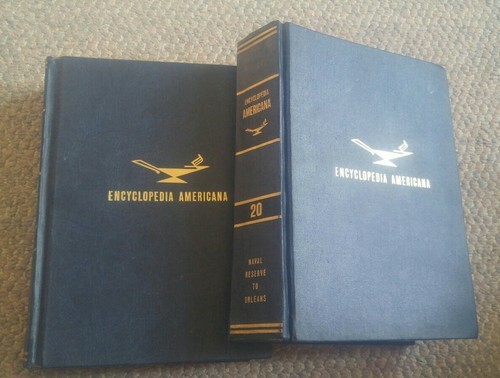 ENCYCLOPEDIA AMERICANA
ENCYCLOPEDIA
AMERICANA
20
NAVAL
RESERVE
TO
ORLEANS
ENCYCLOPEDIA AMERICANA